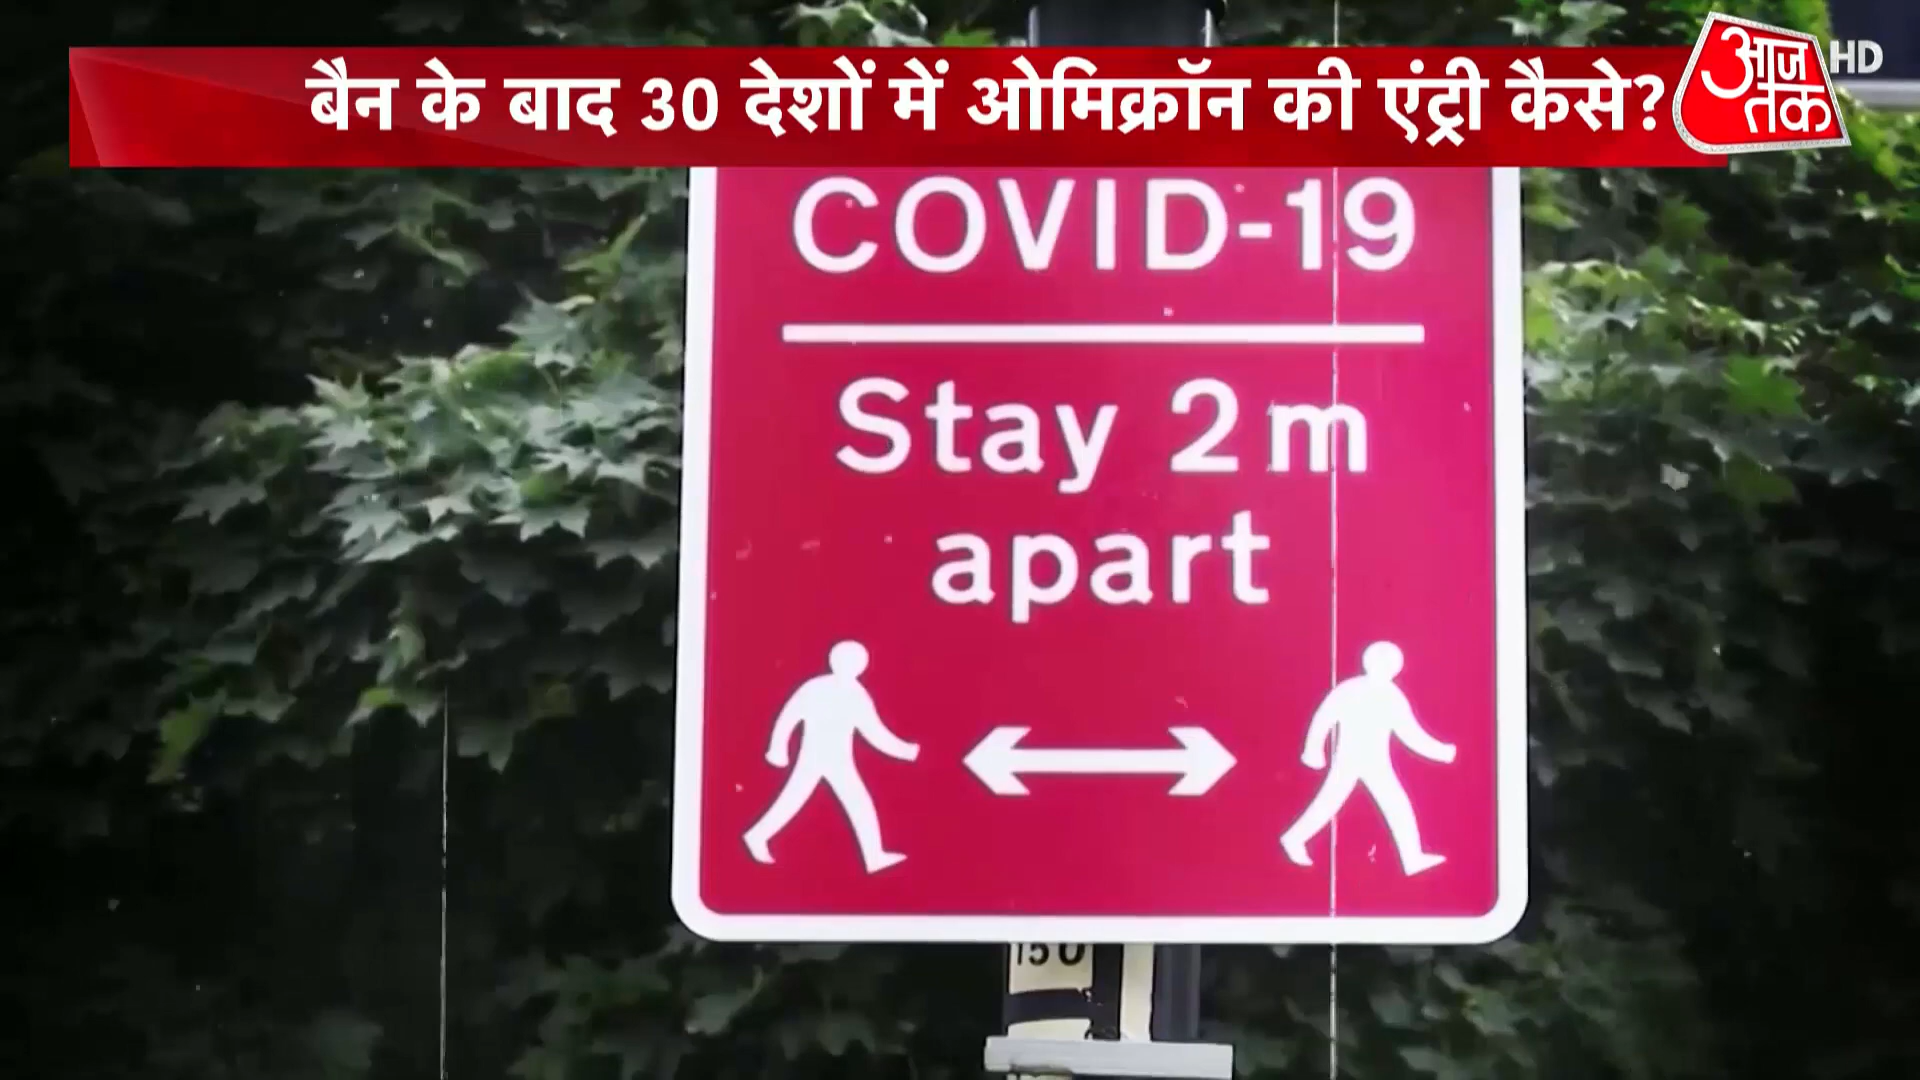 बैन के बाद 30 देशों में ओमिक्रॉन की एंट्री कैसे?
आज
तक
HD
COVID-19
Stay 2m
apart
150